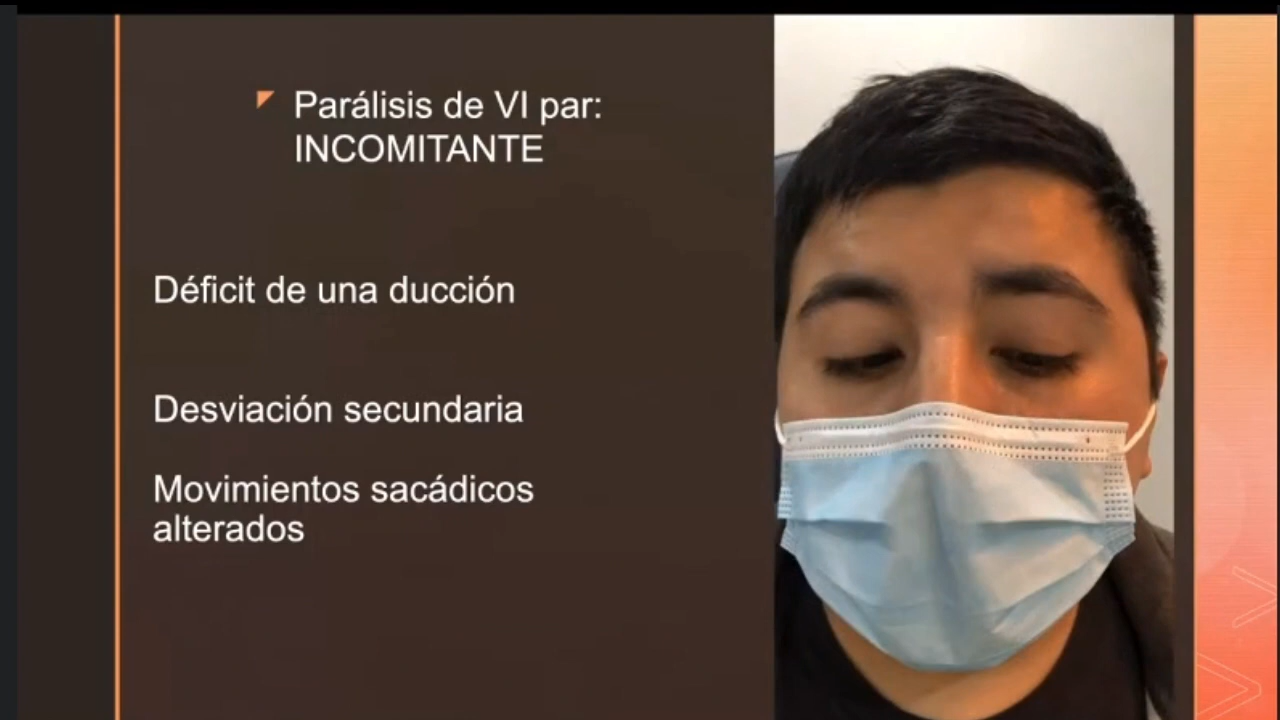 Parálisis de VI par:
INCOMITANTE
Déficit de una ducción
Desviación secundaria
Movimientos sacádicos
alterados